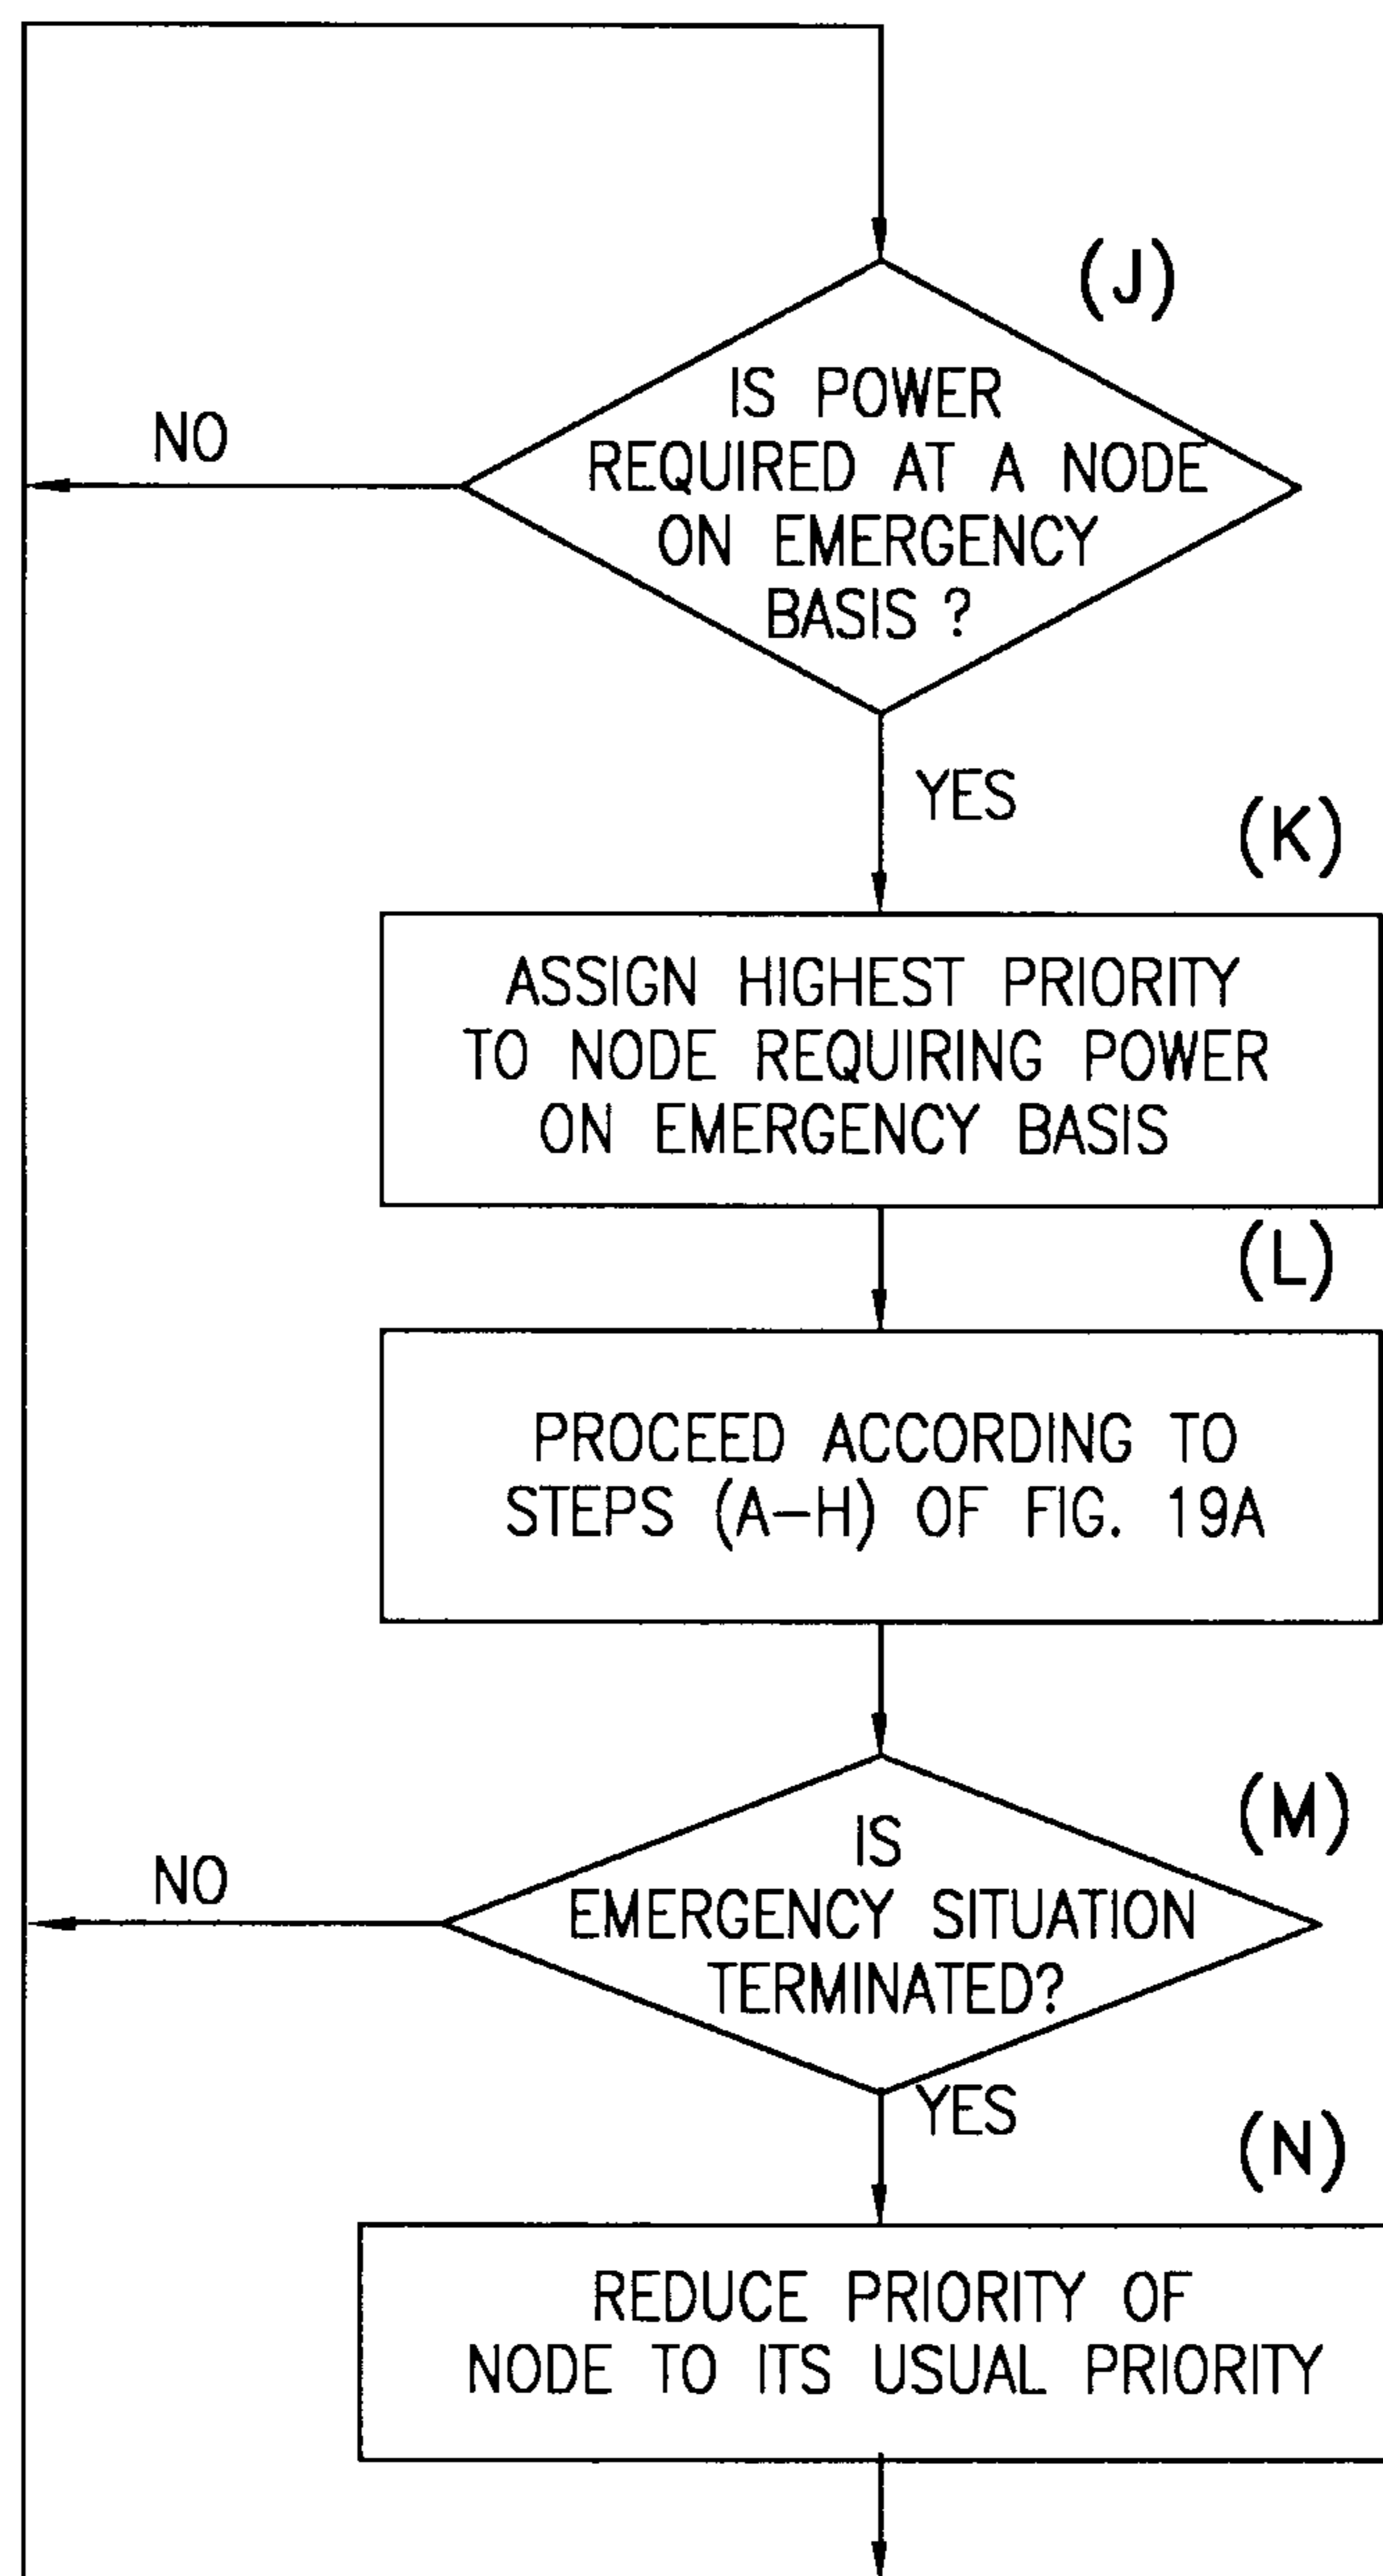 (J)
IS POWER
REQUIRED AT A NODE
ON EMERGENCY
BASIS ?
NO
YES
(K)
ASSIGN HIGHEST PRIORITY
TO NODE REQUIRING POWER
ON EMERGENCY BASIS
(L)
PROCEED ACCORDING TO
STEPS (A-H) OF FIG. 19A
(M)
IS
EMERGENCY SITUATION
TERMINATED?
NO
YES
(N)
REDUCE PRIORITY OF
NODE TO ITS USUAL PRIORITY